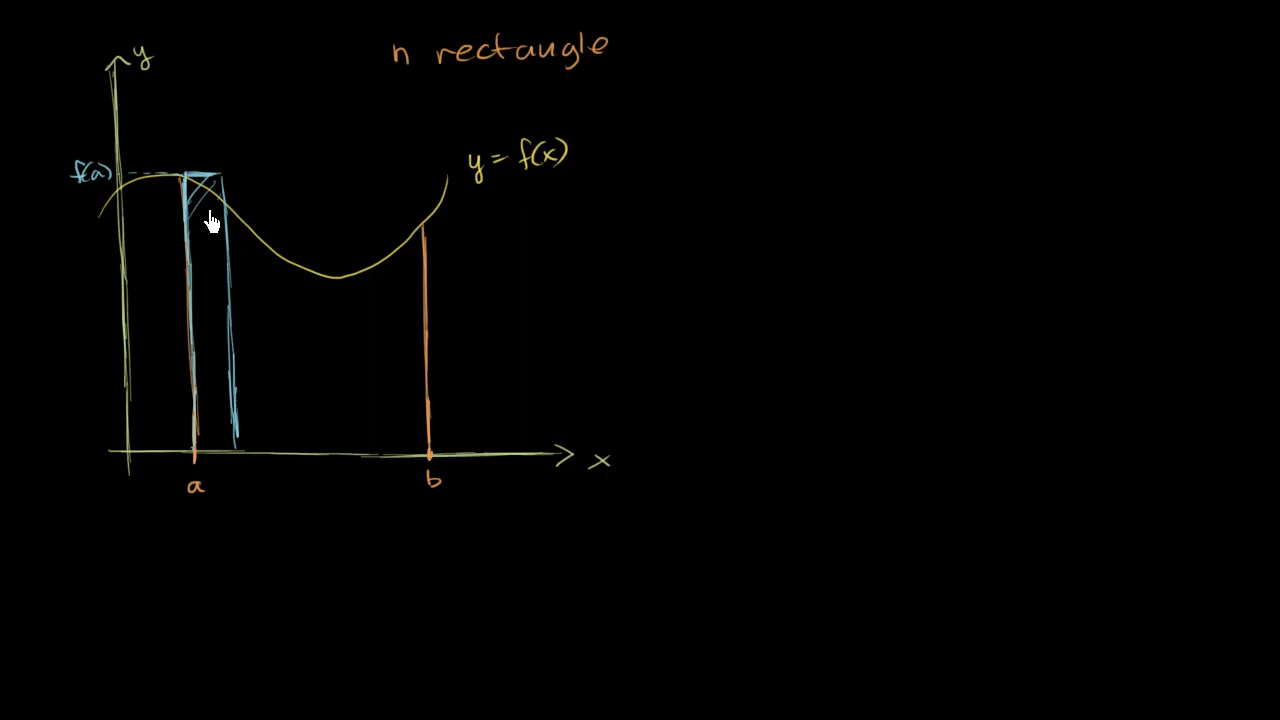 n rectangle
y
y = f(x)
f(a)
x
a
b